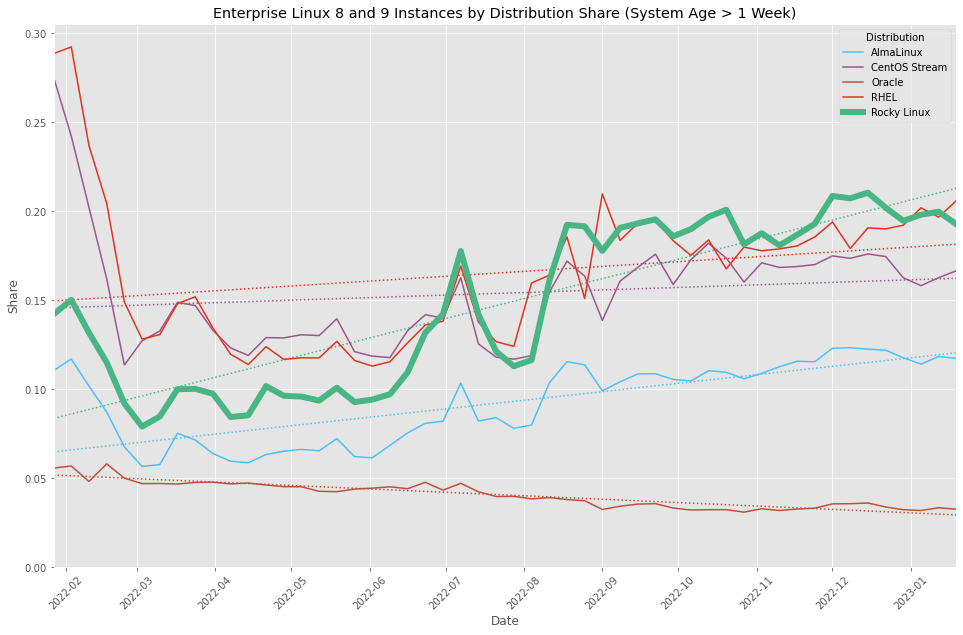 Enterprise Linux 8 and 9 Instances by Distribution Share (System Age > 1 Week)
Distribution
AlmaLinux
CentOS Stream
Oracle
RHEL
Rocky Linux
Share
0.30
0.25
0.20
0.15
0.10
0.05
0.00
2022-02
2022-03
2022-04
2022-05
2022-06
2022-07
2022-08
2022-09
2022-10
2022-11
2022-12
2023-01
Date